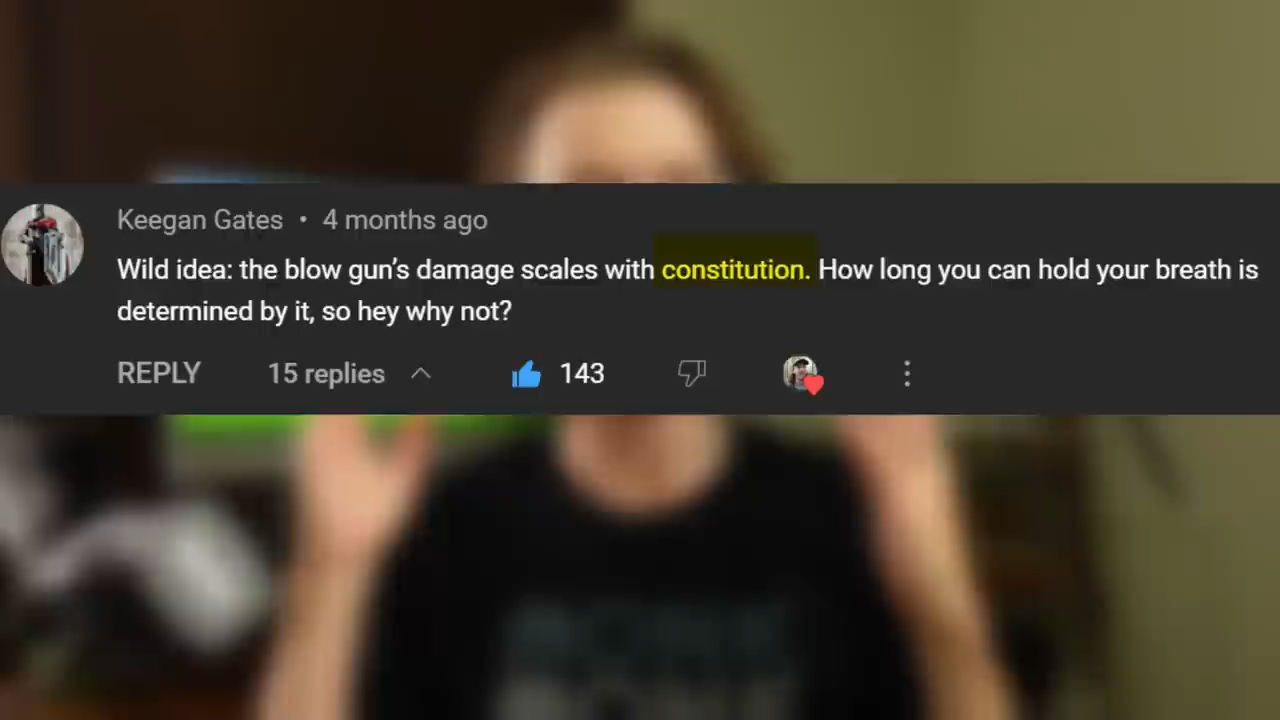 Keegan Gates • 4 months ago
Wild idea: the blow gun’s damage scales with constitution. How long you can hold your breath is
determined by it, so hey why not?
REPLY 15 replies 143